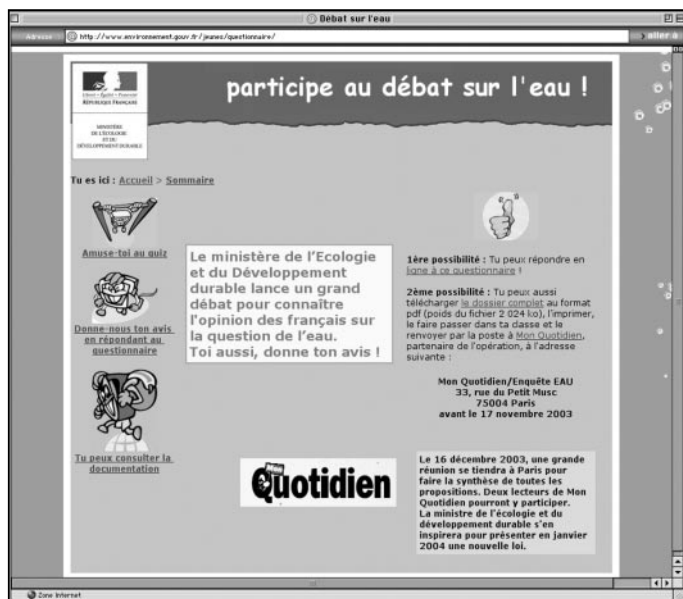 Débat sur l'eau
Adresse http://www.environnement.gouv.fr/jeunes/questionnaire/ aller à
participe au débat sur l'eau !
Liberté • Égalité • Fraternité
RÉPUBLIQUE FRANÇAISE
MINISTÈRE
DE L'ÉCOLOGIE
ET DU
DÉVELOPPEMENT DURABLE
Tu es ici : Accueil > Sommaire
Amuse-toi au quiz
Donne-nous ton avis
en répondant au
questionnaire
Tu peux consulter la
documentation
Le ministère de l'Ecologie
et du Développement
durable lance un grand
débat pour connaître
l'opinion des français sur
la question de l'eau.
Toi aussi, donne ton avis !
1ère possibilité : Tu peux répondre en
ligne à ce questionnaire !
2ème possibilité : Tu peux aussi
télécharger le dossier complet au format
pdf (poids du fichier 2 024 ko), l'imprimer,
le faire passer dans ta classe et le
renvoyer par la poste à Mon Quotidien,
partenaire de l'opération, à l'adresse
suivante :
Mon Quotidien/Enquête EAU
33, rue du Petit Musc
75004 Paris
avant le 17 novembre 2003
Mon
Quotidien
Le 16 décembre 2003, une grande
réunion se tiendra à Paris pour
faire la synthèse de toutes les
propositions. Deux lecteurs de Mon
Quotidien pourront y participer.
La ministre de l'écologie et du
développement durable s'en
inspirera pour présenter en janvier
2004 une nouvelle loi.
Zone Internet